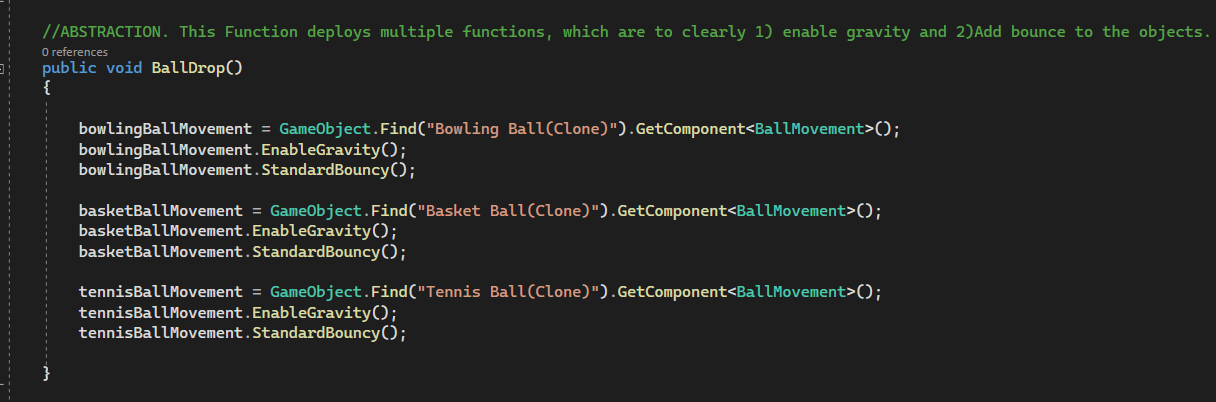 //ABSTRACTION. This Function deploys multiple functions, which are to clearly 1) enable gravity and 2)Add bounce to the objects.
0 references
public void BallDrop()
{
bowlingBallMovement = GameObject.Find("Bowling Ball(Clone)").GetComponent<BallMovement>();
bowlingBallMovement.EnableGravity();
bowlingBallMovement.StandardBouncy();
basketBallMovement = GameObject.Find("Basket Ball(Clone)").GetComponent<BallMovement>();
basketBallMovement.EnableGravity();
basketBallMovement.StandardBouncy();
tennisBallMovement = GameObject.Find("Tennis Ball(Clone)").GetComponent<BallMovement>();
tennisBallMovement.EnableGravity();
tennisBallMovement.StandardBouncy();
}